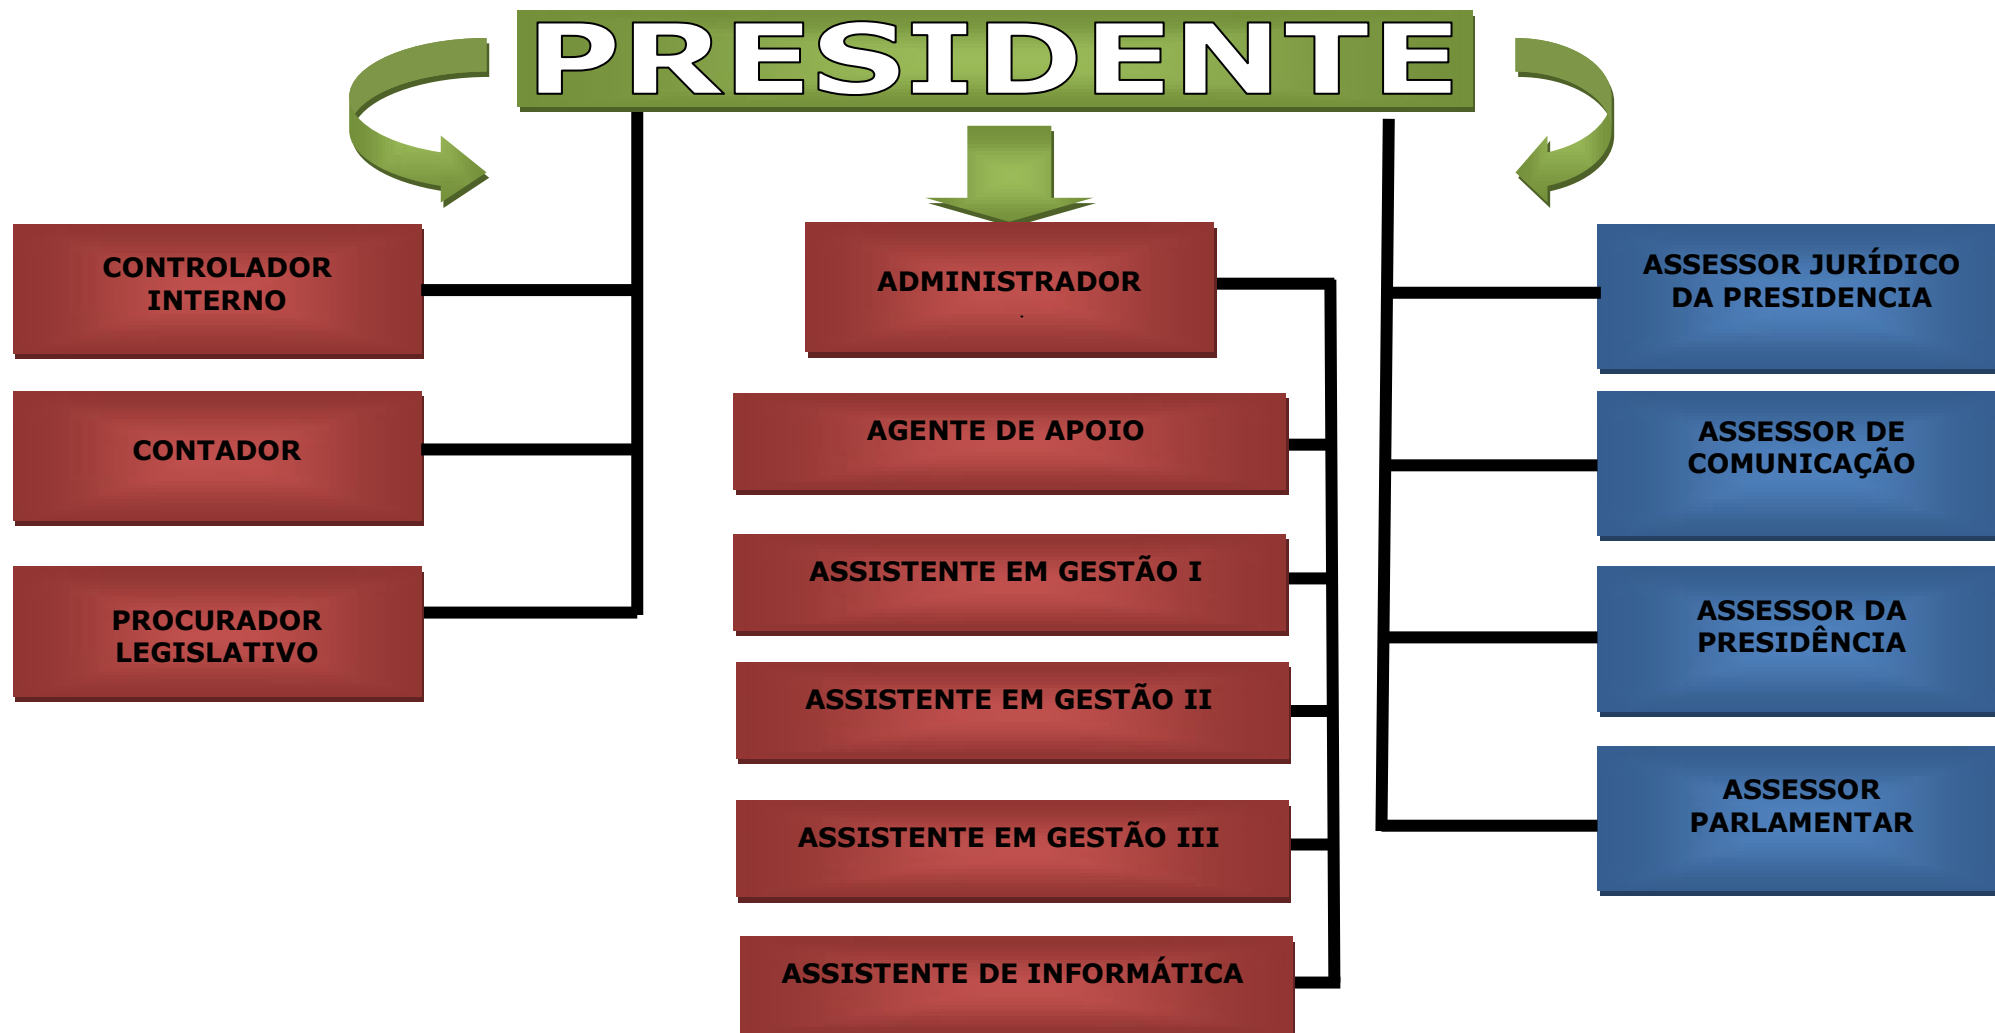 PRESIDENTE
CONTROLADOR
INTERNO
CONTADOR
PROCURADOR
LEGISLATIVO
ADMINISTRADOR
.
AGENTE DE APOIO
ASSISTENTE EM GESTÃO I
ASSISTENTE EM GESTÃO II
ASSISTENTE EM GESTÃO III
ASSISTENTE DE INFORMÁTICA
ASSESSOR JURÍDICO
DA PRESIDENCIA
ASSESSOR DE
COMUNICAÇÃO
ASSESSOR DA
PRESIDÊNCIA
ASSESSOR
PARLAMENTAR